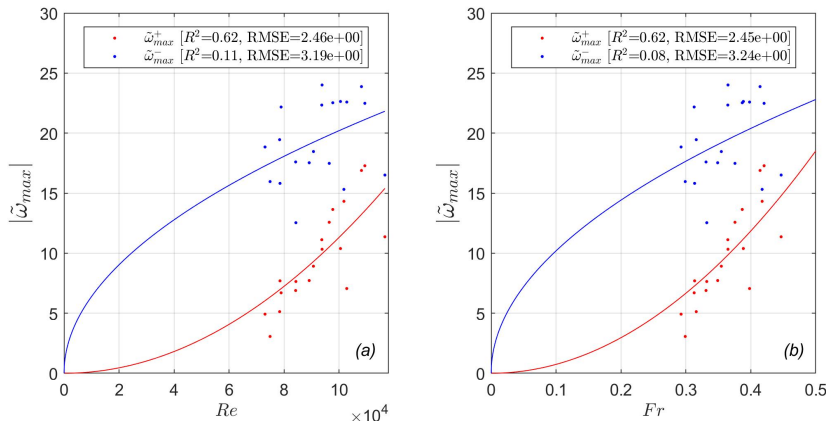 ω̃⁺max [R²=0.62, RMSE=2.46e+00]
ω̃⁻max [R²=0.11, RMSE=3.19e+00]
30
25
20
15
10
5
0
|ω̃max|
0 2 4 6 8 10
×10⁴
Re
(a)
ω̃⁺max [R²=0.62, RMSE=2.45e+00]
ω̃⁻max [R²=0.08, RMSE=3.24e+00]
30
25
20
15
10
5
0
|ω̃max|
0 0.1 0.2 0.3 0.4 0.5
Fr
(b)